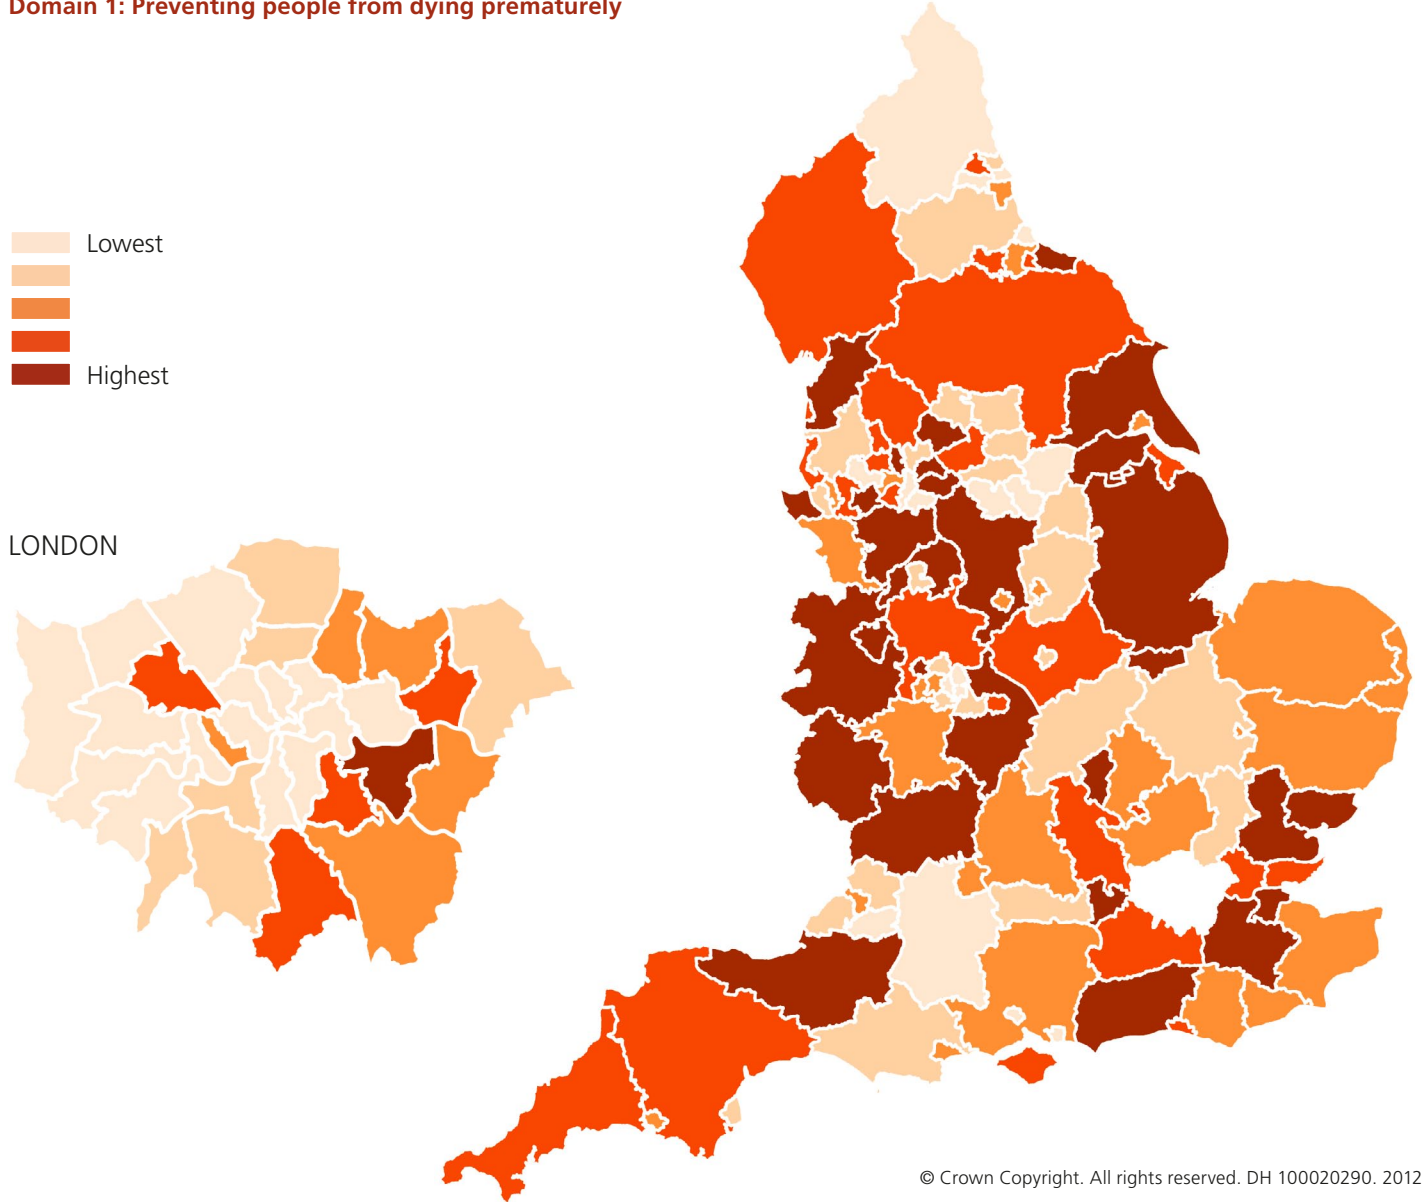 Domain 1: Preventing people from dying prematurely
Lowest
Highest
LONDON
© Crown Copyright. All rights reserved. DH 100020290. 2012